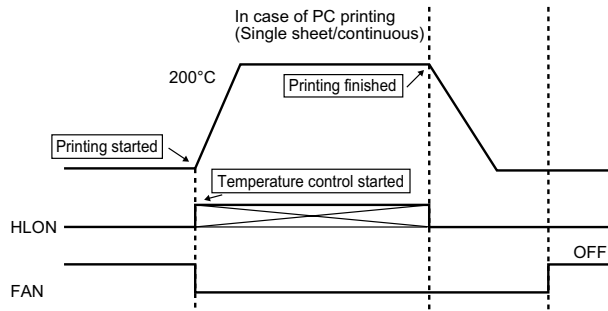 In case of PC printing
(Single sheet/continuous)
200°C
Printing finished
Printing started
Temperature control started
HLON
OFF
FAN